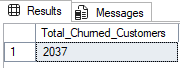 Results Messages
Total_Churned_Customers
1 2037